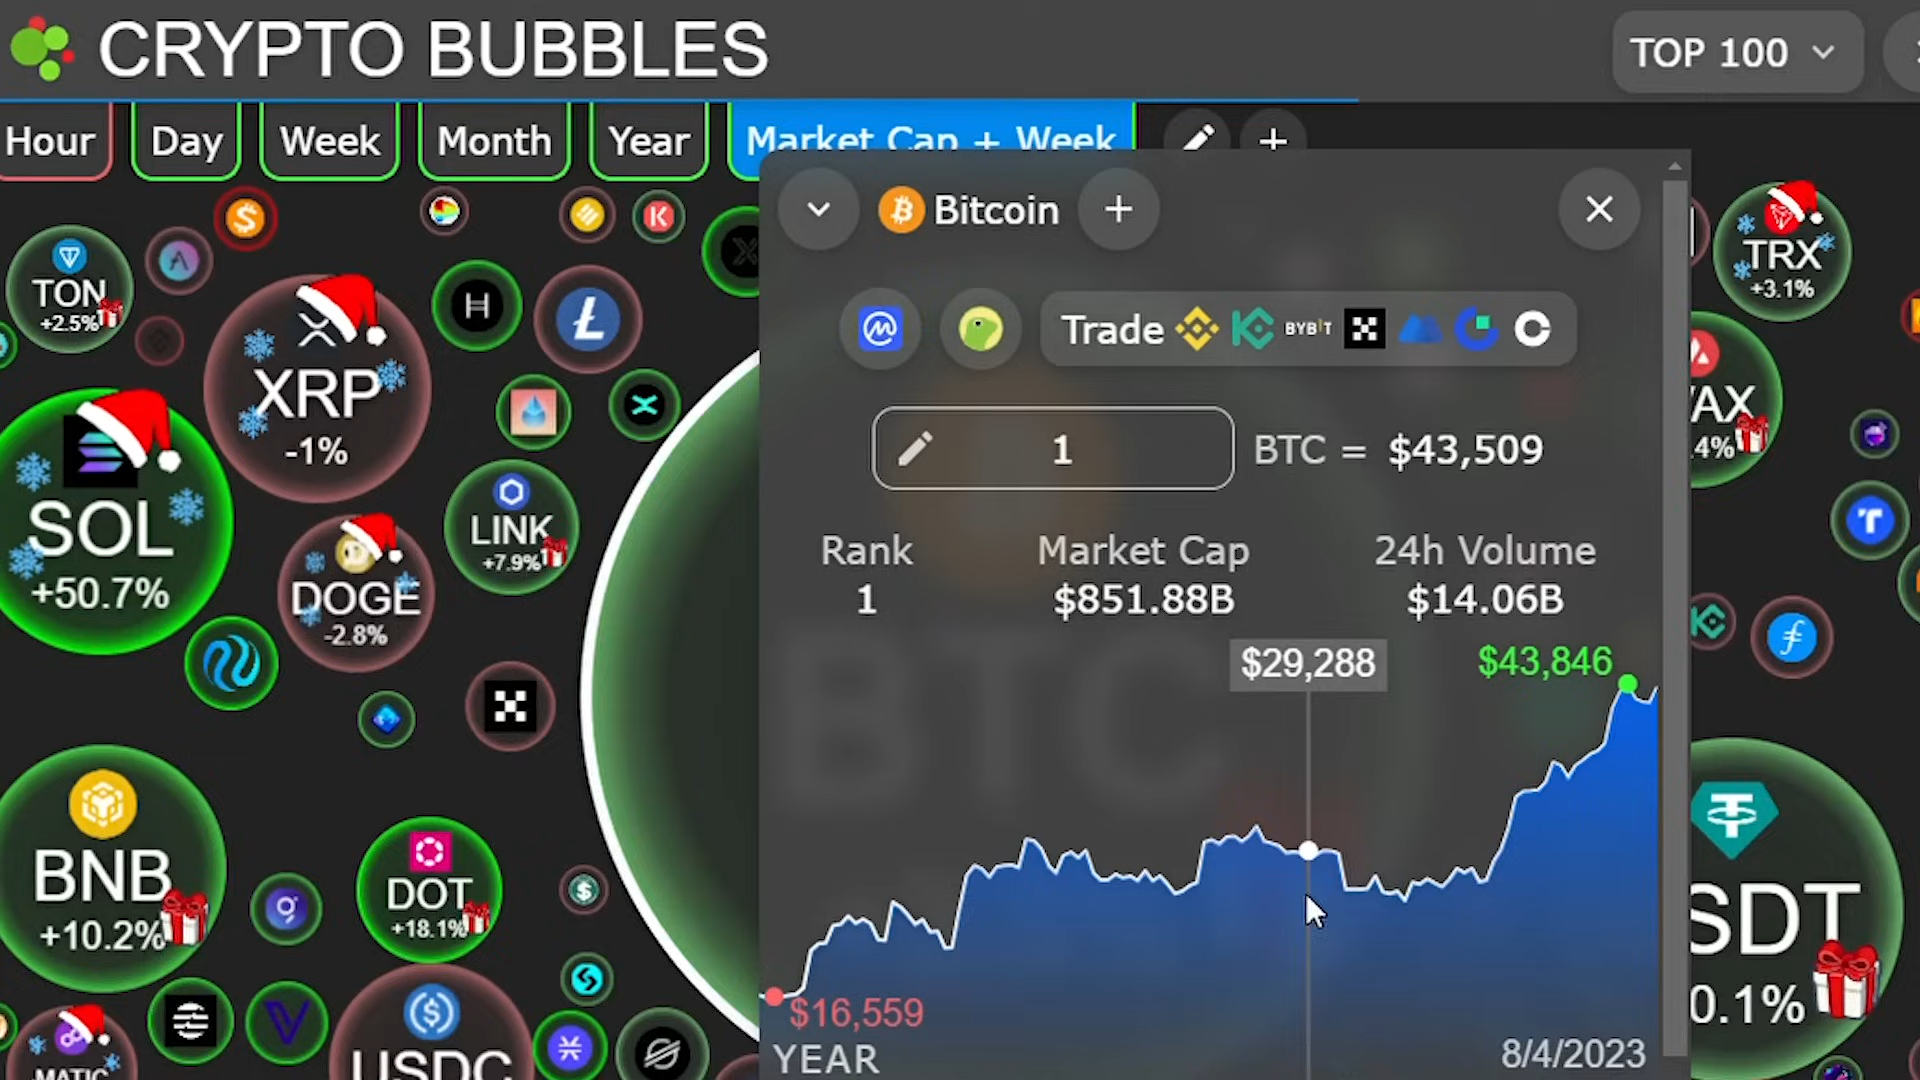 CRYPTO BUBBLES
TOP 100
Hour
Day
Week
Month
Year
Market Cap + Week
Bitcoin
Trade
BYBIT
1
BTC = $43,509
Rank
Market Cap
24h Volume
1
$851.88B
$14.06B
$29,288
$43,846
$16,559
YEAR
8/4/2023
TON
+2.5%
XRP
-1%
SOL
+50.7%
DOGE
-2.8%
LINK
+7.9%
BNB
+10.2%
DOT
+18.1%
MATIC
USDC
TRX
+3.1%
AX
.4%
SDT
0.1%
BTC